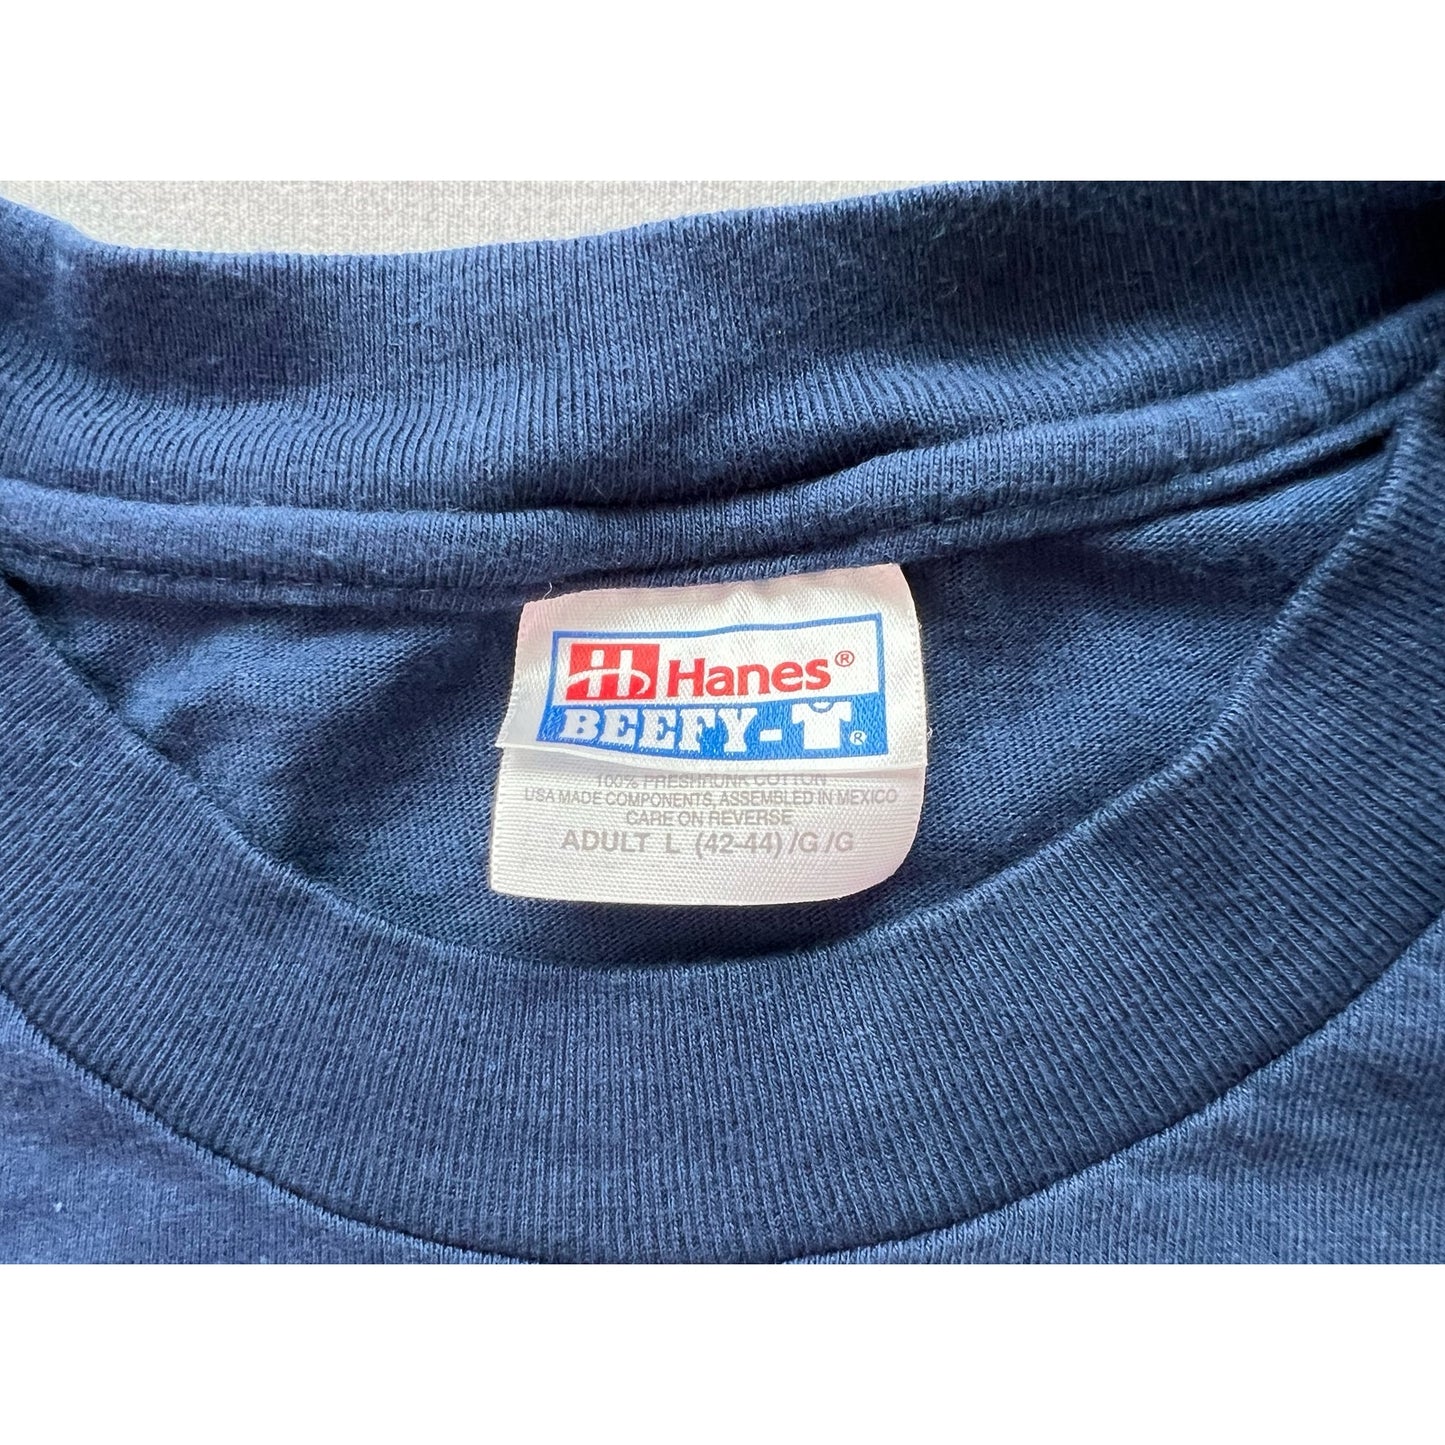 Hanes®
BEEFY-T®
100% PRESHRUNK COTTON
USA MADE COMPONENTS, ASSEMBLED IN MEXICO
CARE ON REVERSE
ADULT L (42-44) /G /G